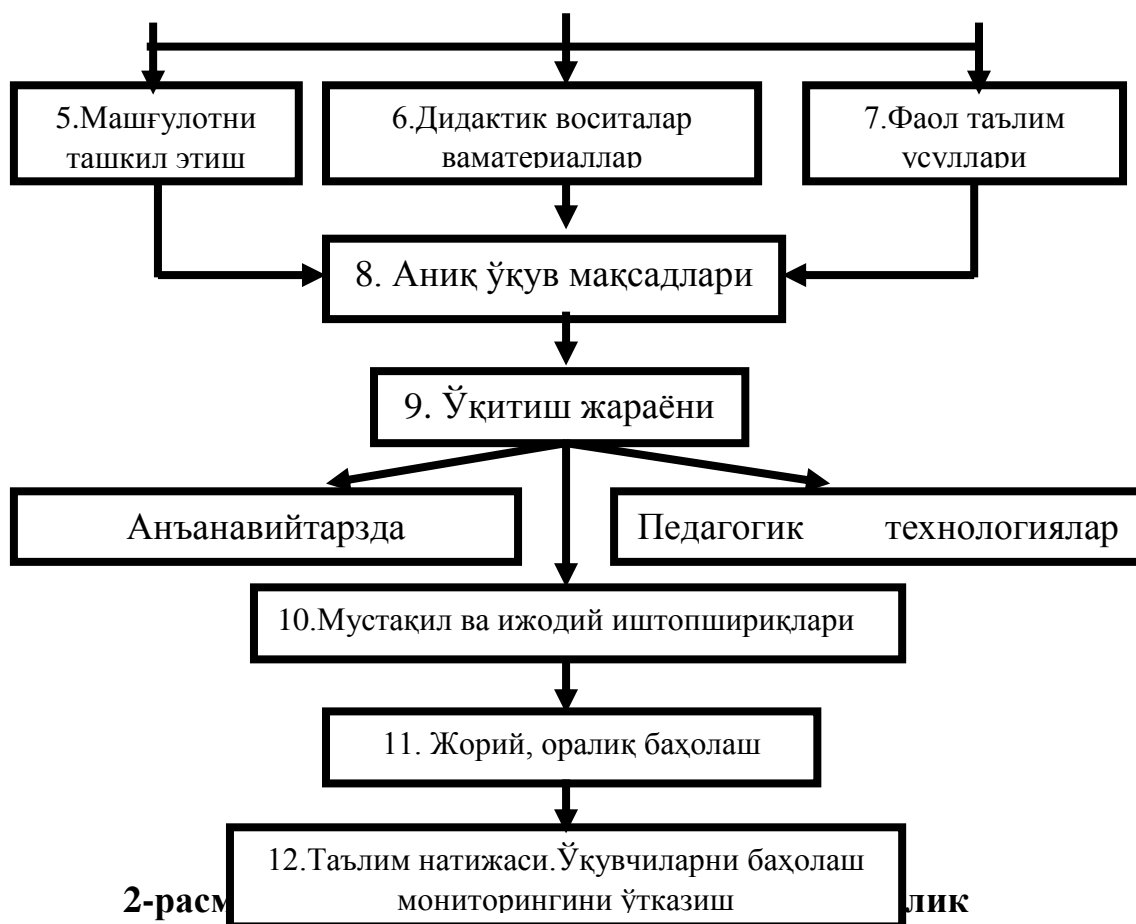 5.Машғулотни
ташкил этиш
6.Дидактик воситалар
ваматериаллар
7.Фаол таълим
усуллари
8. Аниқ ўқув мақсадлари
9. Ўқитиш жараёни
Анъанавийтарзда
Педагогик технологиялар
10.Мустақил ва ижодий иштопшириқлари
11. Жорий, оралиқ баҳолаш
12.Таълим натижаси.Ўқувчиларни баҳолаш
мониторингини ўтказиш
2-расм